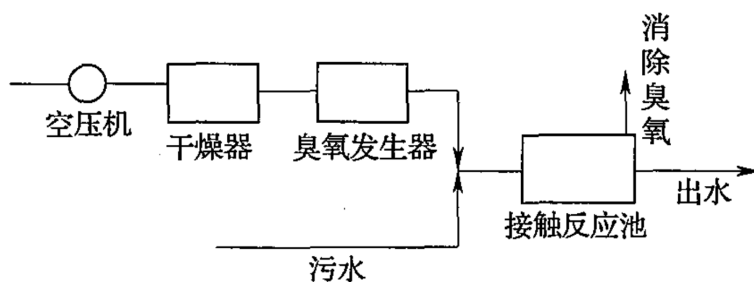 空压机
干燥器
臭氧发生器
消除臭氧
接触反应池
出水
污水